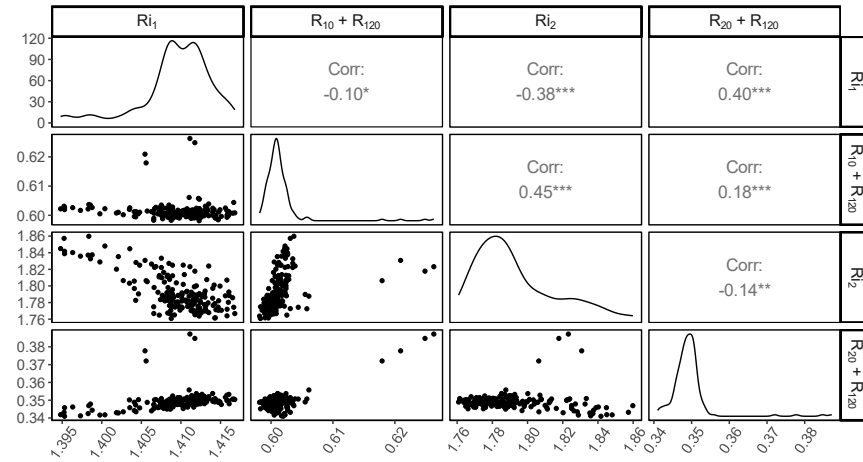 Ri₁ R₁₀ + R₁₂₀ Ri₂ R₂₀ + R₁₂₀
120
90
60
30
0
Corr:
-0.10*
Corr:
-0.38***
Corr:
0.40***
Ri₁
0.62
0.61
0.60
Corr:
0.45***
Corr:
0.18***
R₁₀ + R₁₂₀
1.86
1.84
1.82
1.80
1.78
1.76
Corr:
-0.14**
Ri₂
0.38
0.37
0.36
0.35
0.34
R₂₀ + R₁₂₀
1.395 1.400 1.405 1.410 1.415 0.60 0.61 0.62 1.76 1.78 1.80 1.82 1.84 1.86 0.34 0.35 0.36 0.37 0.38